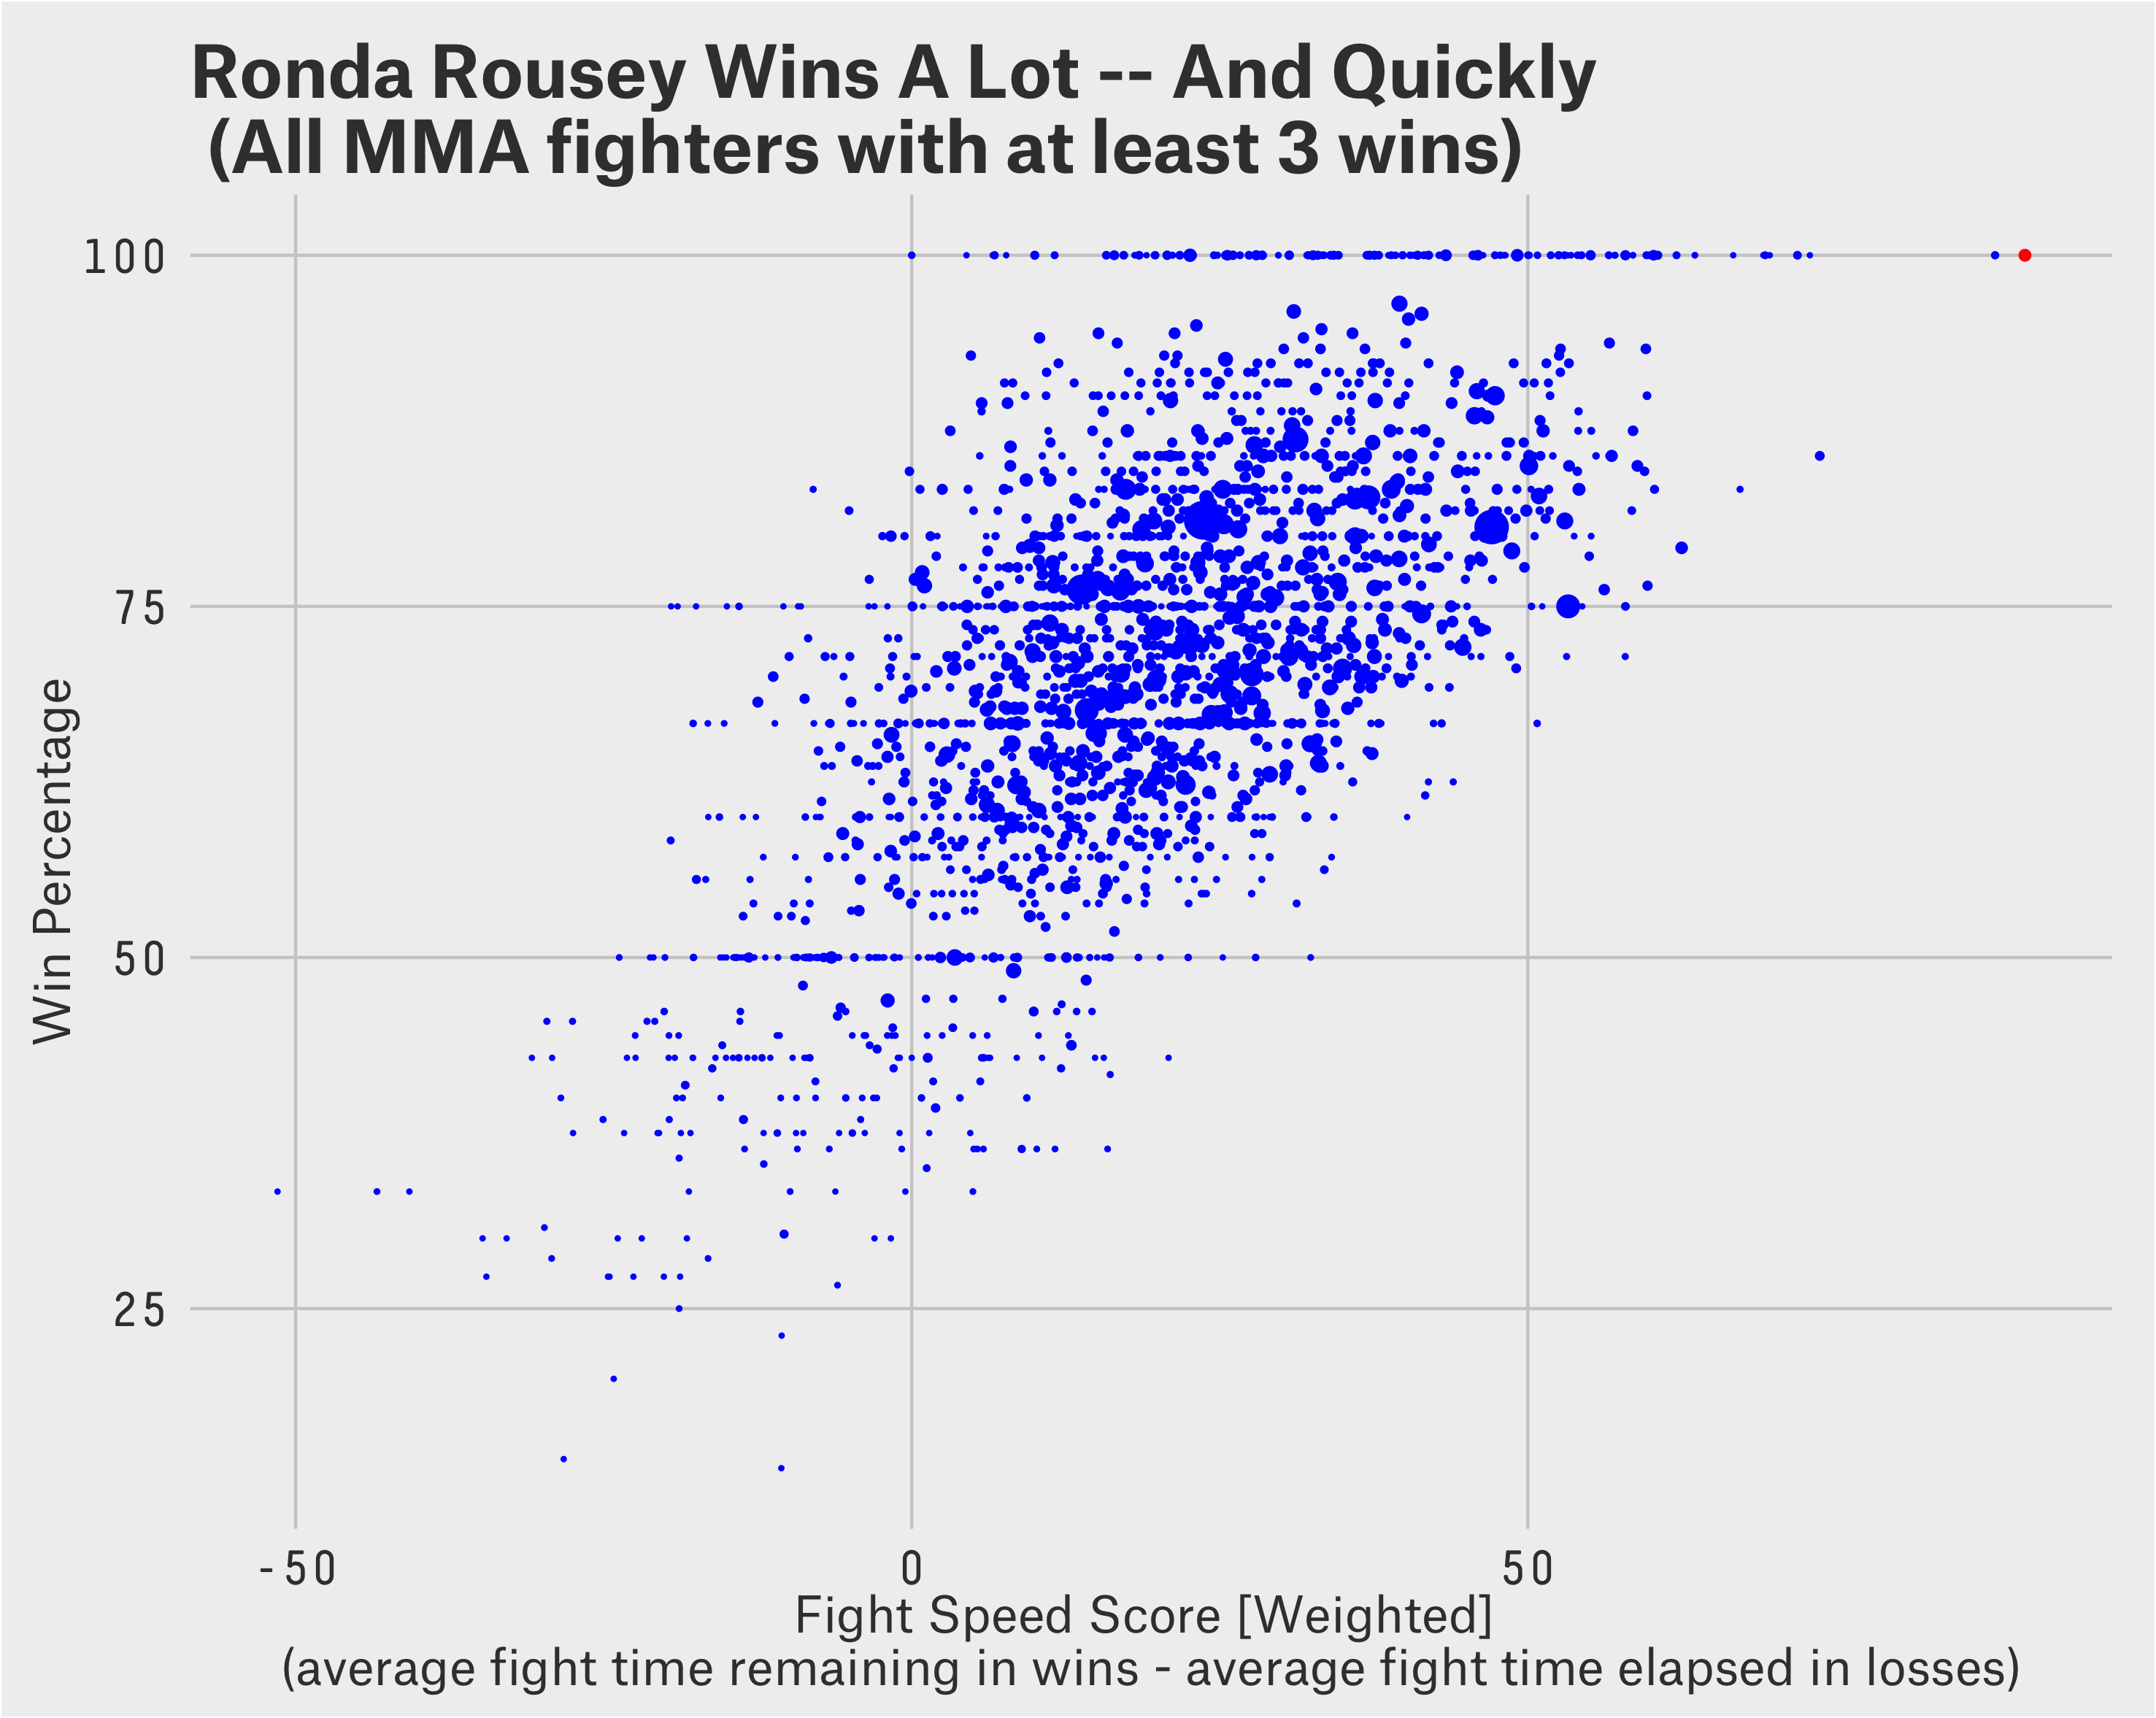 Ronda Rousey Wins A Lot -- And Quickly
(All MMA fighters with at least 3 wins)
100
75
50
25
Win Percentage
-50
0
50
Fight Speed Score [Weighted]
(average fight time remaining in wins - average fight time elapsed in losses)